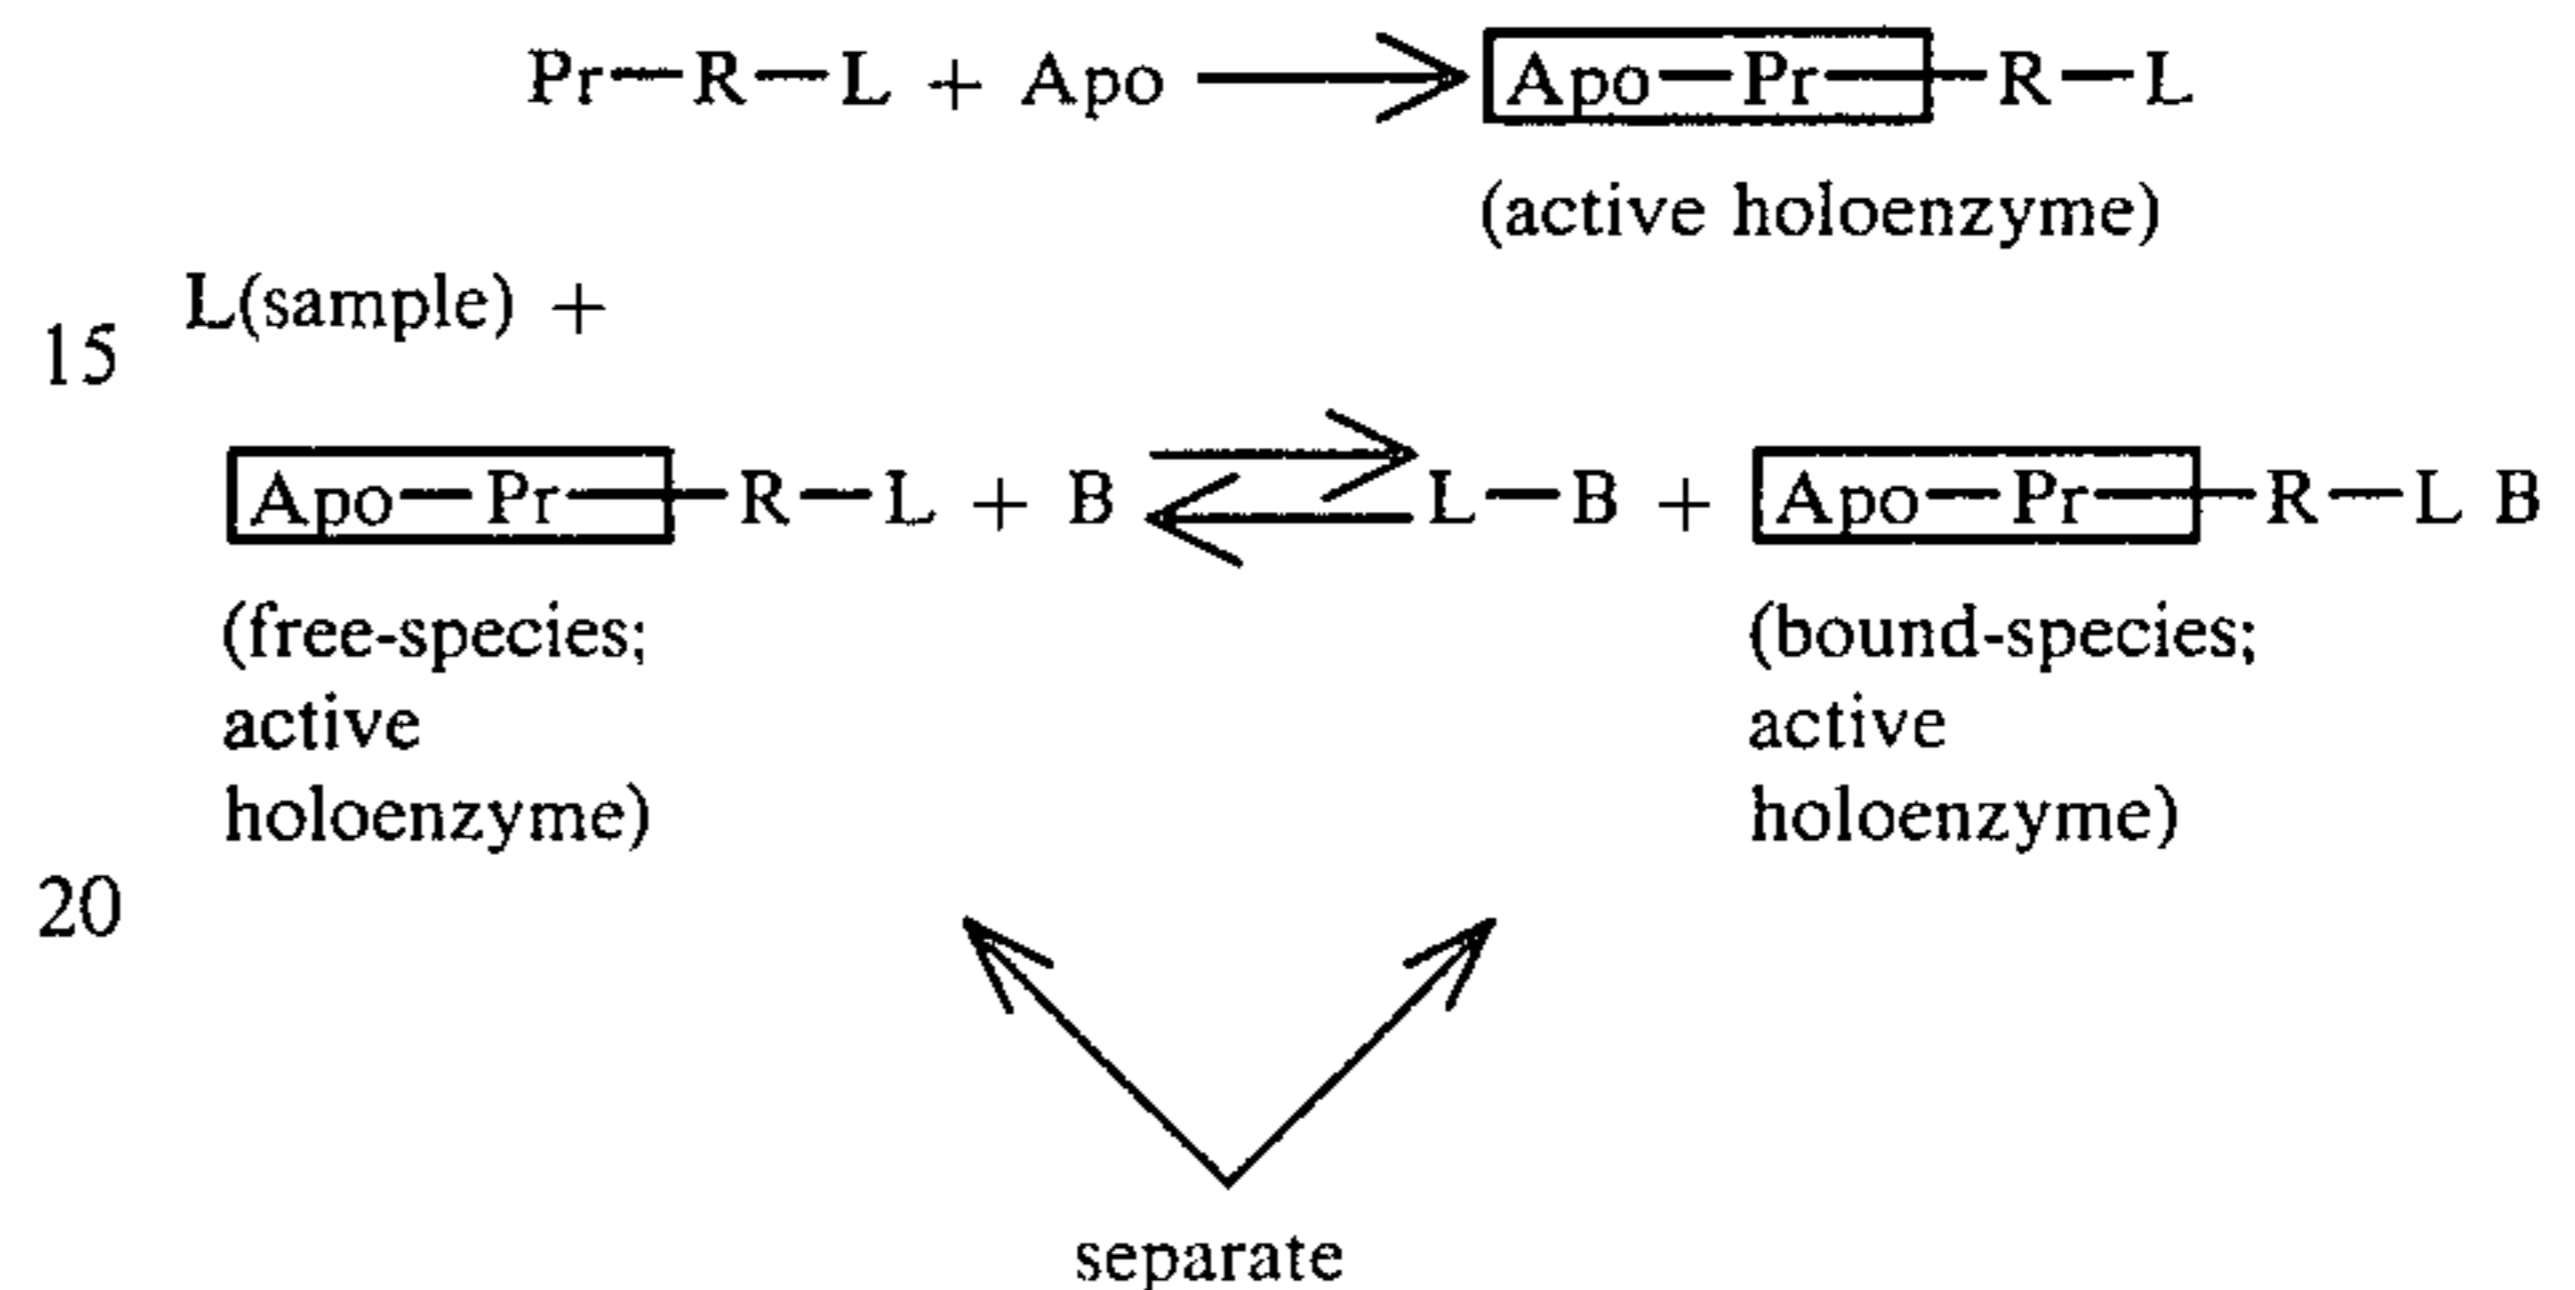 Pr—R—L + Apo ⟶ Apo—Pr—R—L
(active holoenzyme)
L(sample) +
15
Apo—Pr—R—L + B ⇄ L—B + Apo—Pr—R—L B
(free-species; (bound-species;
active active
holoenzyme) holoenzyme)
20
separate